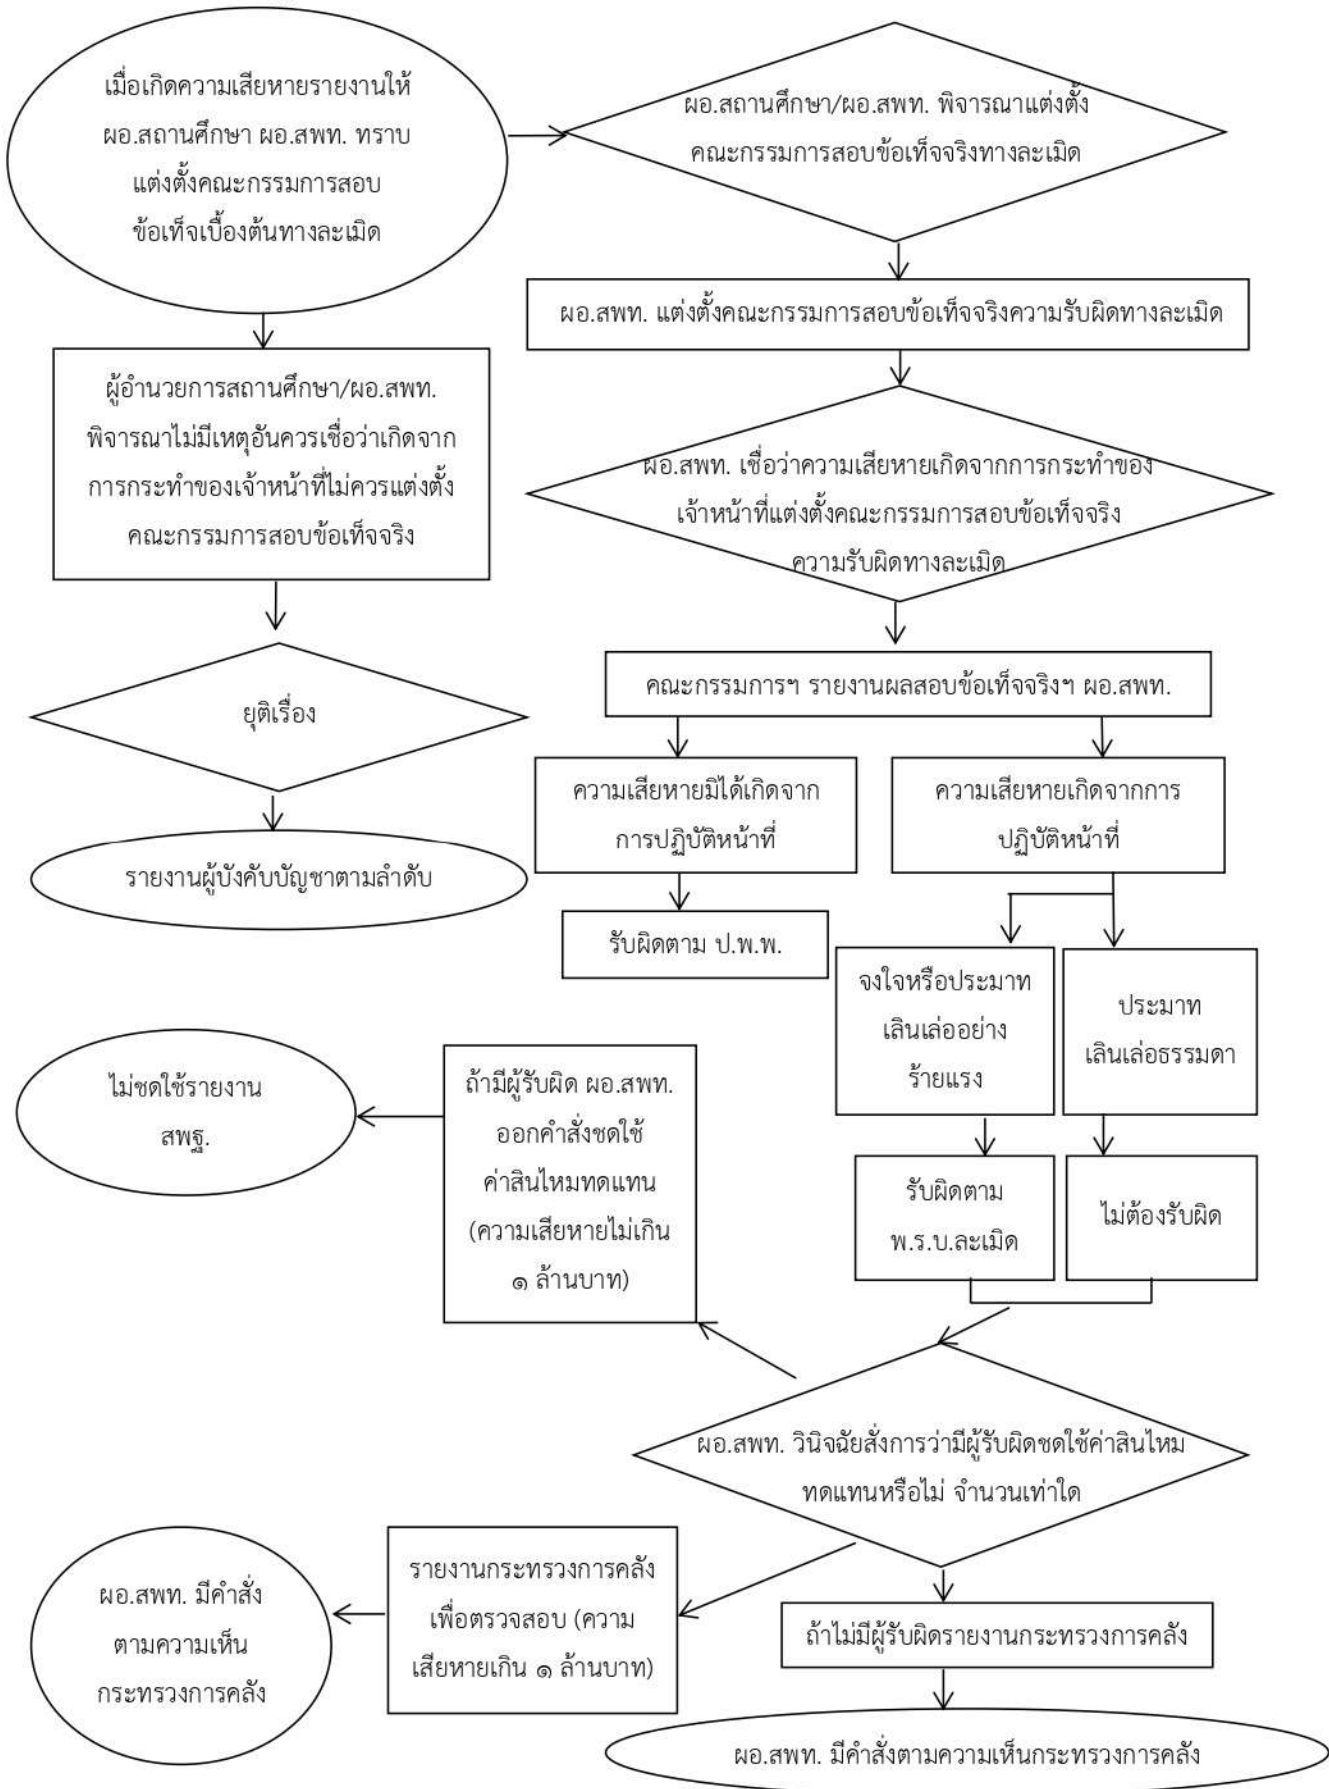 เมื่อเกิดความเสียหายรายงานให้
ผอ.สถานศึกษา ผอ.สพท. ทราบ
แต่งตั้งคณะกรรมการสอบ
ข้อเท็จเบื้องต้นทางละเมิด
ผอ.สถานศึกษา/ผอ.สพท. พิจารณาแต่งตั้ง
คณะกรรมการสอบข้อเท็จจริงทางละเมิด
ผอ.สพท. แต่งตั้งคณะกรรมการสอบข้อเท็จจริงความรับผิดทางละเมิด
ผู้อำนวยการสถานศึกษา/ผอ.สพท.
พิจารณาไม่มีเหตุอันควรเชื่อว่าเกิดจาก
การกระทำของเจ้าหน้าที่ไม่ควรแต่งตั้ง
คณะกรรมการสอบข้อเท็จจริง
ผอ.สพท. เชื่อว่าความเสียหายเกิดจากการกระทำของ
เจ้าหน้าที่แต่งตั้งคณะกรรมการสอบข้อเท็จจริง
ความรับผิดทางละเมิด
ยุติเรื่อง
รายงานผู้บังคับบัญชาตามลำดับ
คณะกรรมการฯ รายงานผลสอบข้อเท็จจริงฯ ผอ.สพท.
ความเสียหายมิได้เกิดจาก
การปฏิบัติหน้าที่
ความเสียหายเกิดจากการ
ปฏิบัติหน้าที่
รับผิดตาม ป.พ.พ.
จงใจหรือประมาท
เลินเล่ออย่าง
ร้ายแรง
ประมาท
เลินเล่อธรรมดา
รับผิดตาม
พ.ร.บ.ละเมิด
ไม่ต้องรับผิด
ถ้ามีผู้รับผิด ผอ.สพท.
ออกคำสั่งชดใช้
ค่าสินไหมทดแทน
(ความเสียหายไม่เกิน
๑ ล้านบาท)
ไม่ชดใช้รายงาน
สพฐ.
ผอ.สพท. วินิจฉัยสั่งการว่ามีผู้รับผิดชดใช้ค่าสินไหม
ทดแทนหรือไม่ จำนวนเท่าใด
รายงานกระทรวงการคลัง
เพื่อตรวจสอบ (ความ
เสียหายเกิน ๑ ล้านบาท)
ผอ.สพท. มีคำสั่ง
ตามความเห็น
กระทรวงการคลัง
ถ้าไม่มีผู้รับผิดรายงานกระทรวงการคลัง
ผอ.สพท. มีคำสั่งตามความเห็นกระทรวงการคลัง